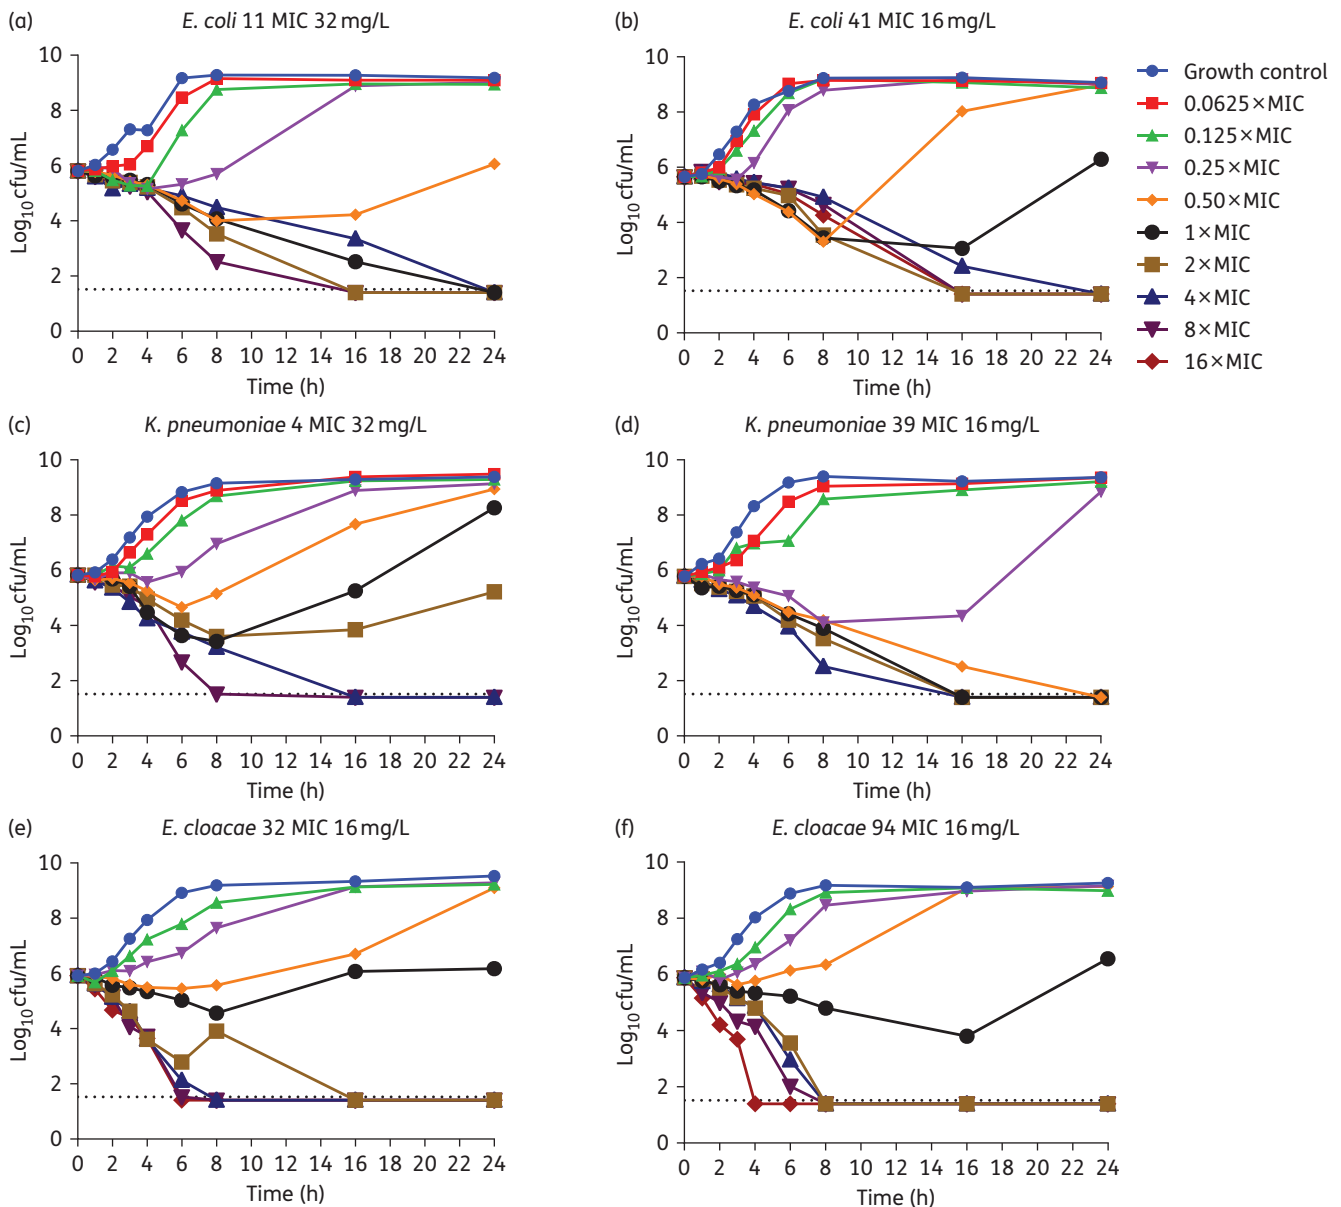 (a) E. coli 11 MIC 32 mg/L
10
8
6
4
2
0
Log10 cfu/mL
0 2 4 6 8 10 12 14 16 18 20 22 24
Time (h)
(b) E. coli 41 MIC 16 mg/L
10
8
6
4
2
0
Log10 cfu/mL
0 2 4 6 8 10 12 14 16 18 20 22 24
Time (h)
Growth control
0.0625×MIC
0.125×MIC
0.25×MIC
0.50×MIC
1×MIC
2×MIC
4×MIC
8×MIC
16×MIC
(c) K. pneumoniae 4 MIC 32 mg/L
10
8
6
4
2
0
Log10 cfu/mL
0 2 4 6 8 10 12 14 16 18 20 22 24
Time (h)
(d) K. pneumoniae 39 MIC 16 mg/L
10
8
6
4
2
0
Log10 cfu/mL
0 2 4 6 8 10 12 14 16 18 20 22 24
Time (h)
(e) E. cloacae 32 MIC 16 mg/L
10
8
6
4
2
0
Log10 cfu/mL
0 2 4 6 8 10 12 14 16 18 20 22 24
Time (h)
(f) E. cloacae 94 MIC 16 mg/L
10
8
6
4
2
0
Log10 cfu/mL
0 2 4 6 8 10 12 14 16 18 20 22 24
Time (h)